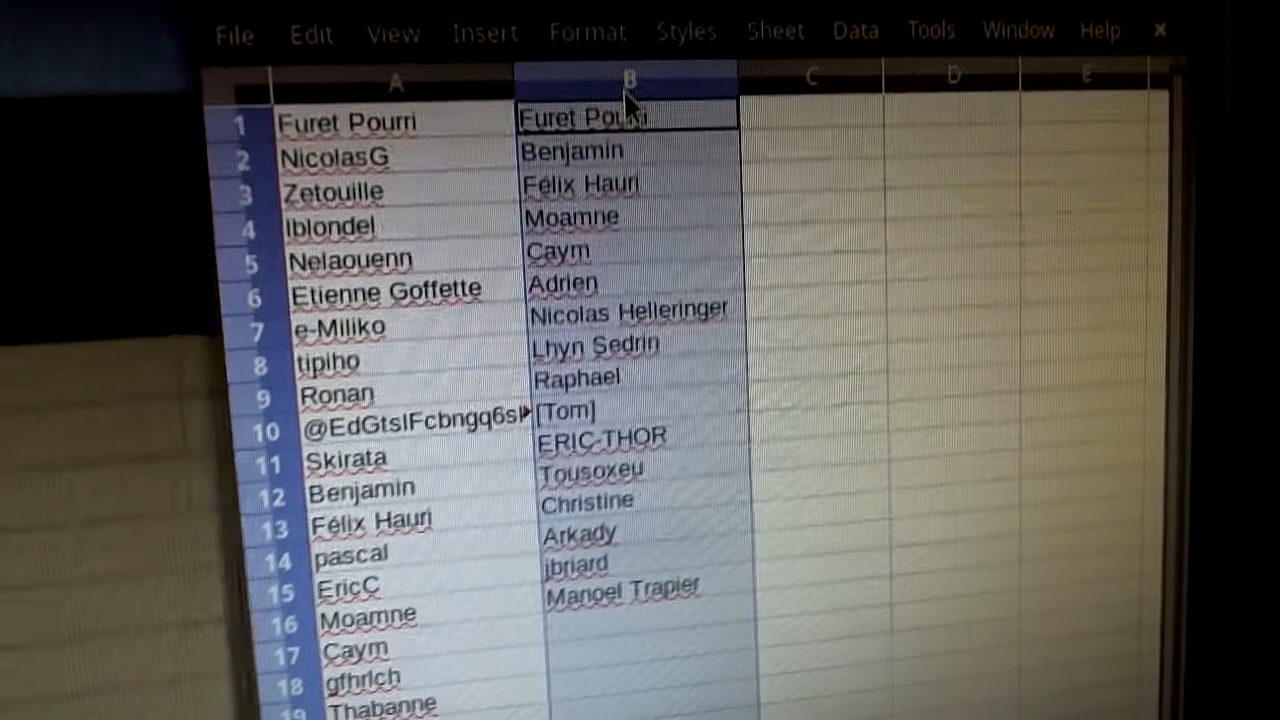 File Edit View Insert Format Styles Sheet Data Tools Window Help ×
A B C D E
1 Furet Pourri Furet Pourri
2 NicolasG Benjamin
3 Zetouille Félix Hauri
4 lblondel Moamne
5 Nelaouenn Caym
6 Etienne Goffette Adrien
7 e-Miliko Nicolas Helleringer
8 tipiho Lhyn Sedrin
9 Ronan Raphael
10 [Tom]
11 Skirata ERIC-THOR
12 Benjamin Tousoxeu
13 Félix Hauri Christine
14 pascal Arkady
15 EricC jbriard
16 Moamne Manoel Trapier
17 Caym
18 gfhrlch
19 Thabanne